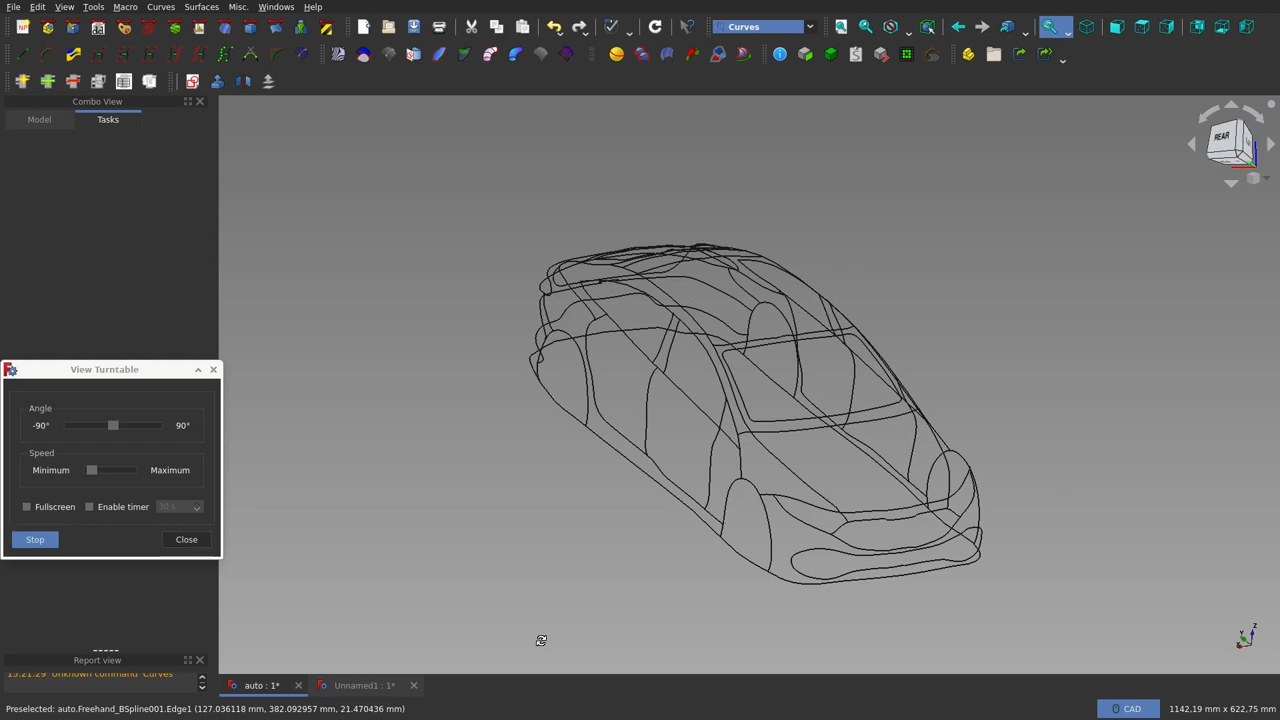 File Edit View Tools Macro Curves Surfaces Misc. Windows Help
Curves
Combo View
Model Tasks
REAR
View Turntable
Angle
-90° 90°
Speed
Minimum Maximum
Fullscreen Enable timer 30 s
Stop Close
Report view
15:21:29 Unknown command 'Curves
auto : 1* Unnamed1 : 1*
Preselected: auto.Freehand_BSpline001.Edge1 (127.036118 mm, 382.092957 mm, 21.470436 mm) CAD 1142.19 mm x 622.75 mm